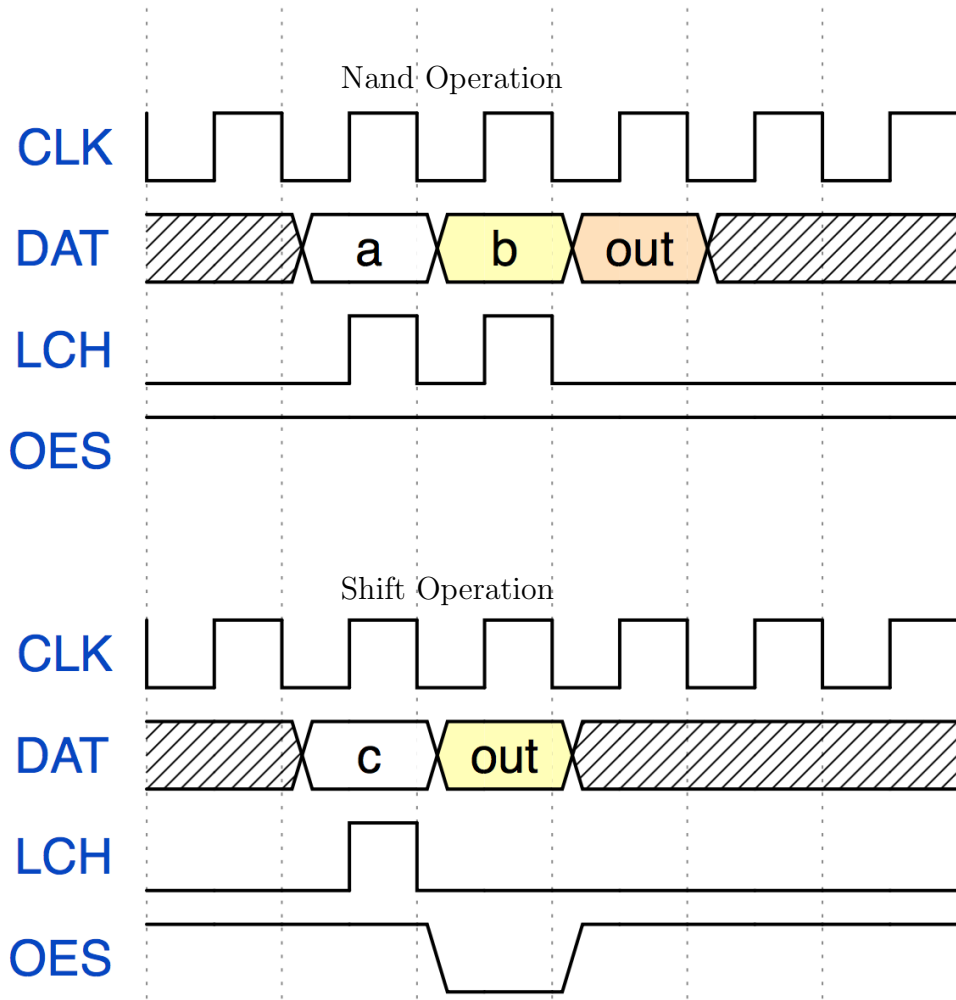 Nand Operation
CLK
DAT a b out
LCH
OES
Shift Operation
CLK
DAT c out
LCH
OES